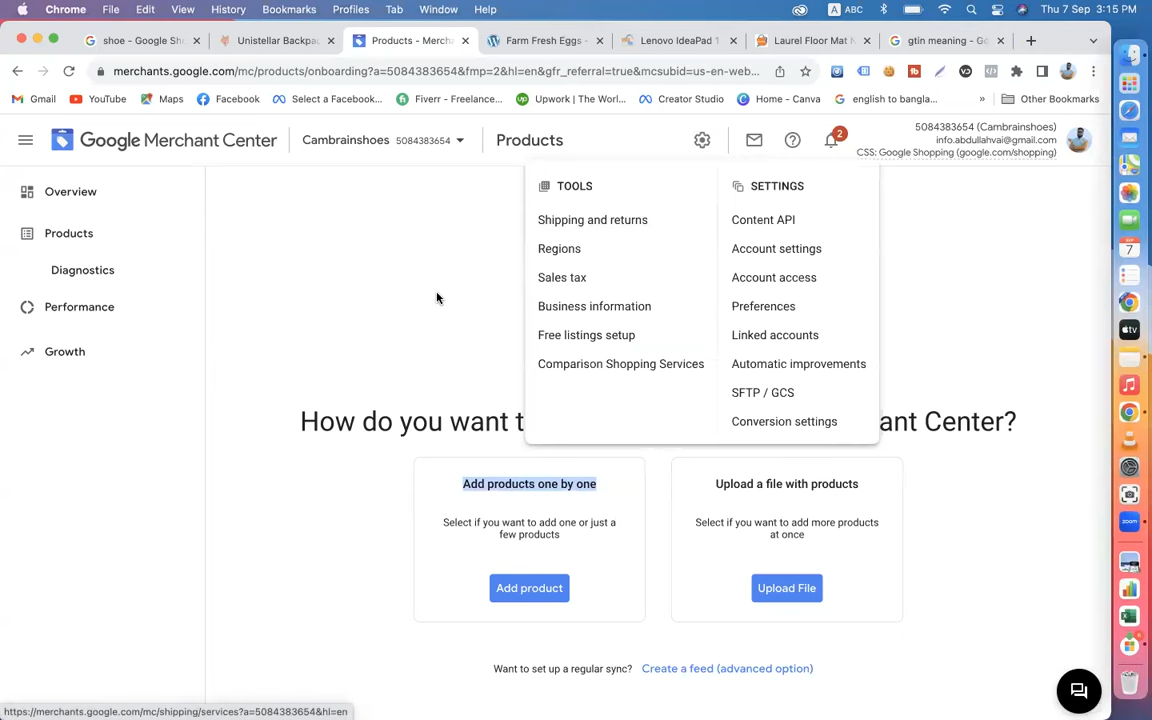 Chrome File Edit View History Bookmarks Profiles Tab Window Help A ABC Thu 7 Sep 3:15 PM
shoe - Google Sh Unistellar Backpa Products - Merch Farm Fresh Eggs - Lenovo IdeaPad 1 Laurel Floor Mat gtin meaning - Go
merchants.google.com/mc/products/onboarding?a=5084383654&fmp=2&hl=en&gfr_referral=true&mcsubid=us-en-web...
Gmail YouTube Maps Facebook Select a Facebook... Fiverr - Freelance... Upwork | The Worl... Creator Studio Home - Canva english to bangla... » Other Bookmarks
Google Merchant Center Cambrainshoes 5084383654 Products 2
5084383654 (Cambrainshoes)
info.abdullahvai@gmail.com
CSS: Google Shopping (google.com/shopping)
Overview
Products
Diagnostics
Performance
Growth
TOOLS
Shipping and returns
Regions
Sales tax
Business information
Free listings setup
Comparison Shopping Services
SETTINGS
Content API
Account settings
Account access
Preferences
Linked accounts
Automatic improvements
SFTP / GCS
Conversion settings
How do you want t ant Center?
Add products one by one
Select if you want to add one or just a
few products
Add product
Upload a file with products
Select if you want to add more products
at once
Upload File
Want to set up a regular sync? Create a feed (advanced option)
https://merchants.google.com/mc/shipping/services?a=5084383654&hl=en
SEP
7
tv
zoom